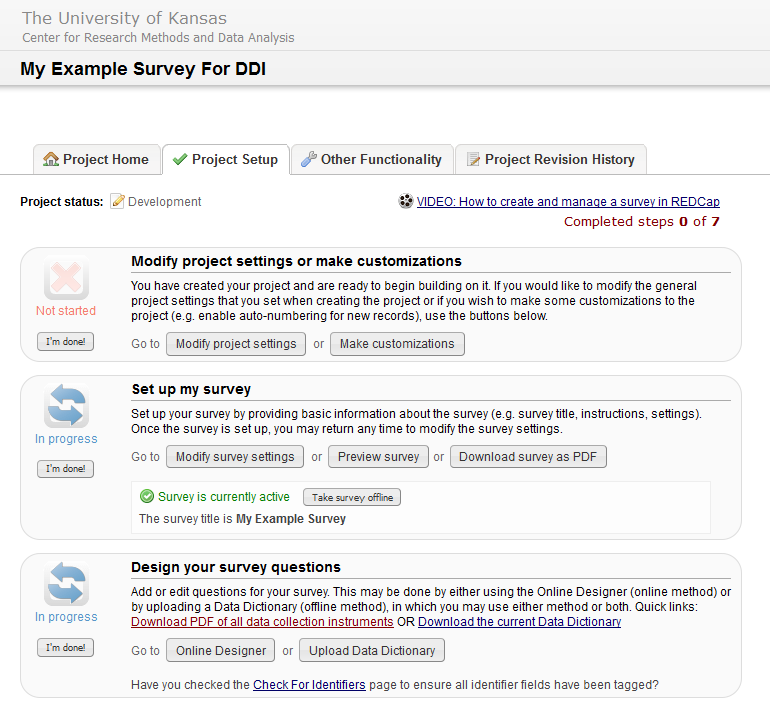 The University of Kansas
Center for Research Methods and Data Analysis
My Example Survey For DDI
Project Home
Project Setup
Other Functionality
Project Revision History
Project status: Development
VIDEO: How to create and manage a survey in REDCap
Completed steps 0 of 7
Modify project settings or make customizations
You have created your project and are ready to begin building on it. If you would like to modify the general
project settings that you set when creating the project or if you wish to make some customizations to the
project (e.g. enable auto-numbering for new records), use the buttons below.
Not started
I'm done!
Go to Modify project settings or Make customizations
Set up my survey
Set up your survey by providing basic information about the survey (e.g. survey title, instructions, settings).
Once the survey is set up, you may return any time to modify the survey settings.
In progress
I'm done!
Go to Modify survey settings or Preview survey or Download survey as PDF
Survey is currently active Take survey offline
The survey title is My Example Survey
Design your survey questions
Add or edit questions for your survey. This may be done by either using the Online Designer (online method) or
by uploading a Data Dictionary (offline method), in which you may use either method or both. Quick links:
Download PDF of all data collection instruments OR Download the current Data Dictionary
In progress
I'm done!
Go to Online Designer or Upload Data Dictionary
Have you checked the Check For Identifiers page to ensure all identifier fields have been tagged?